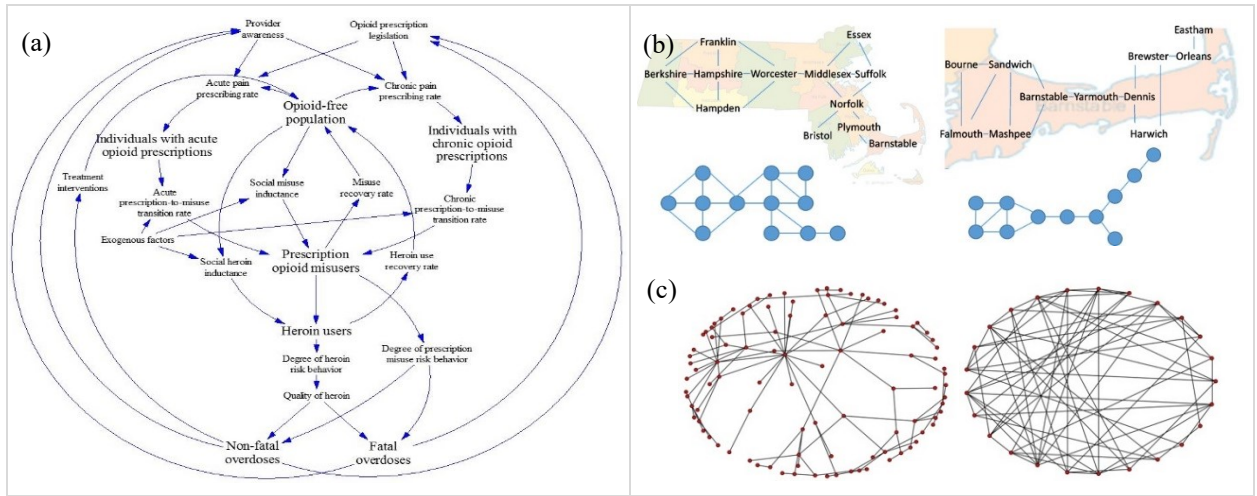 (a)
Provider
awareness
Opioid prescription
legislation
Acute pain
prescribing rate
Chronic pain
prescribing rate
Opioid-free
population
Individuals with acute
opioid prescriptions
Individuals with
chronic opioid
prescriptions
Treatment
interventions
Social misuse
inductance
Misuse
recovery rate
Acute
prescription-to-misuse
transition rate
Chronic
prescription-to-misuse
transition rate
Exogenous factors
Social heroin
inductance
Prescription
opioid misusers
Heroin use
recovery rate
Heroin users
Degree of heroin
risk behavior
Degree of prescription
misuse risk behavior
Quality of heroin
Non-fatal
overdoses
Fatal
overdoses
(b)
Franklin
Essex
Berkshire Hampshire Worcester Middlesex Suffolk
Hampden
Norfolk
Bristol
Plymouth
Barnstable
Eastham
Bourne Sandwich
Brewster Orleans
Barnstable Yarmouth Dennis
Barnstable
Falmouth Mashpee
Harwich
(c)